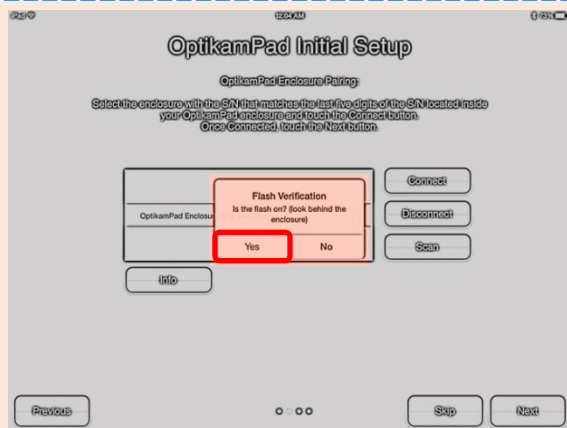 iPad
12:04 AM
73%
OptikamPad Initial Setup
OptikamPad Enclosure Pairing:
Select the enclosure with the S/N that matches the last five digits of the S/N located inside
your OptikamPad enclosure and touch the Connect button.
Once Connected, touch the Next button.
Connect
Flash Verification
Is the flash on? (look behind the
enclosure)
OptikamPad Enclosu
Disconnect
Yes No
Scan
Info
Previous
Skip
Next